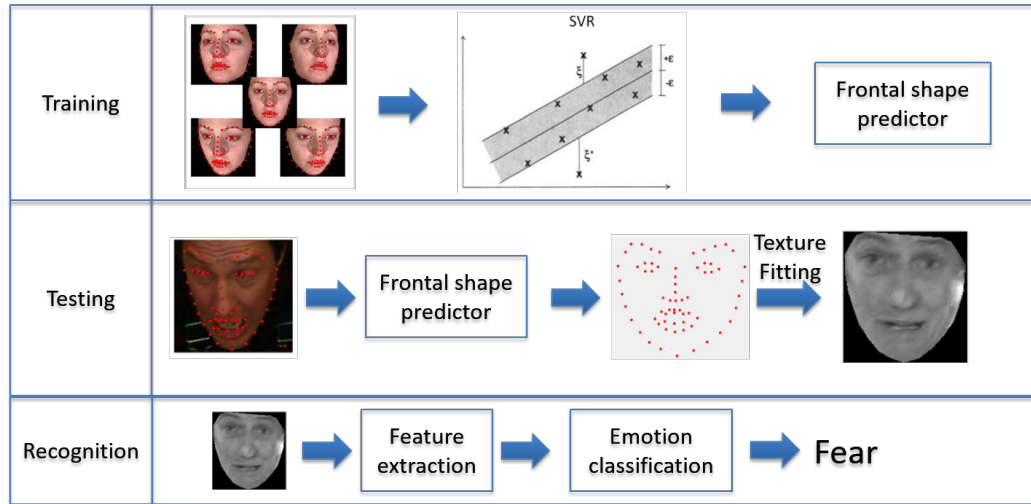 Training
SVR
ξ
+ε
-ε
ξ*
Frontal shape
predictor
Testing
Frontal shape
predictor
Texture
Fitting
Recognition
Feature
extraction
Emotion
classification
Fear